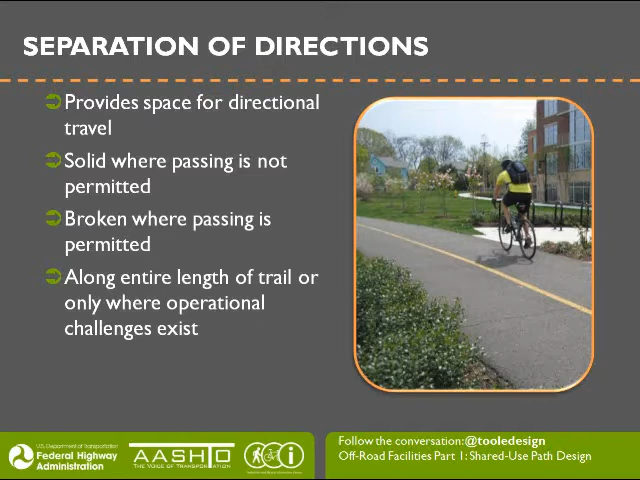 SEPARATION OF DIRECTIONS
Provides space for directional
travel
Solid where passing is not
permitted
Broken where passing is
permitted
Along entire length of trail or
only where operational
challenges exist
U.S. Department of Transportation
Federal Highway
Administration
AASHTO
THE VOICE OF TRANSPORTATION
Follow the conversation: @tooledesign
Off-Road Facilities Part 1: Shared-Use Path Design